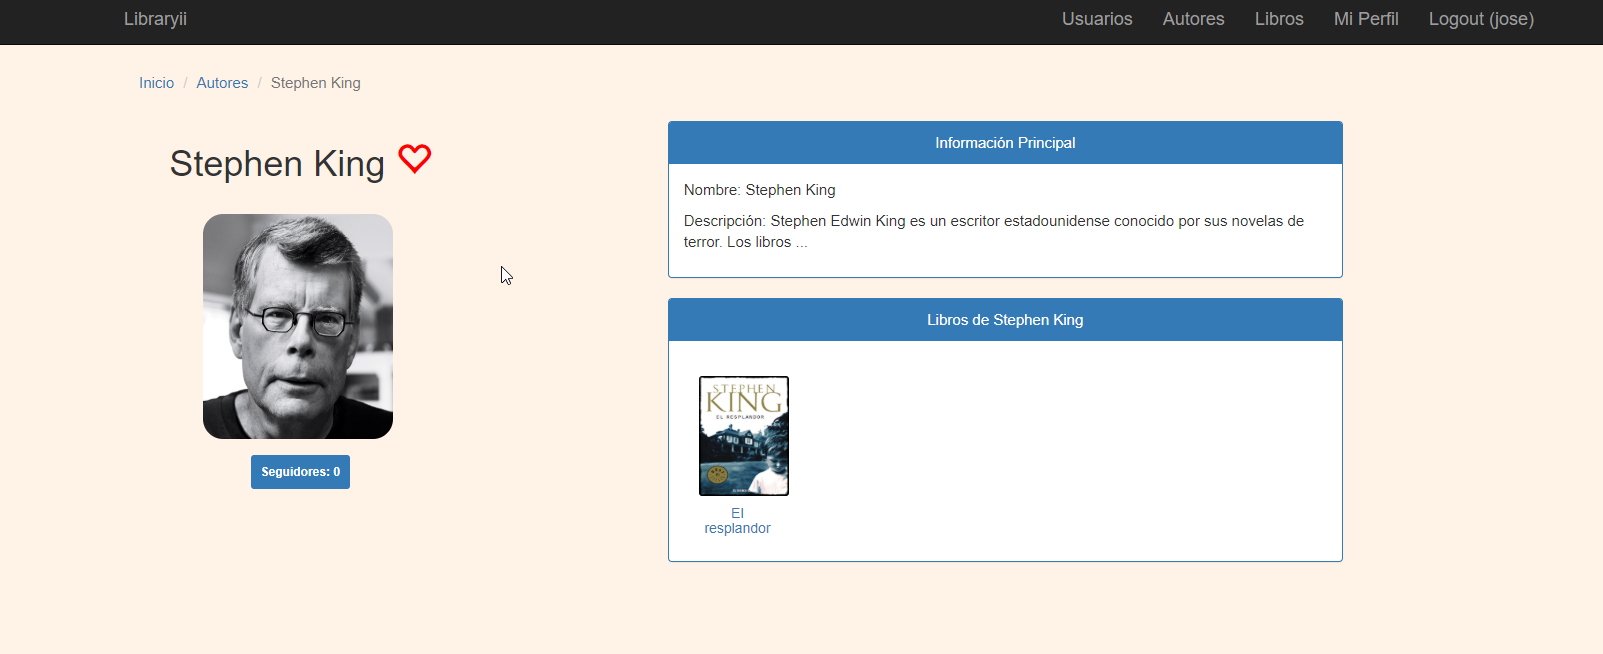 Libraryii
Usuarios
Autores
Libros
Mi Perfil
Logout (jose)
Inicio / Autores / Stephen King
Stephen King
Seguidores: 0
Información Principal
Nombre: Stephen King
Descripción: Stephen Edwin King es un escritor estadounidense conocido por sus novelas de
terror. Los libros ...
Libros de Stephen King
STEPHEN
KING
EL RESPLANDOR
El
resplandor